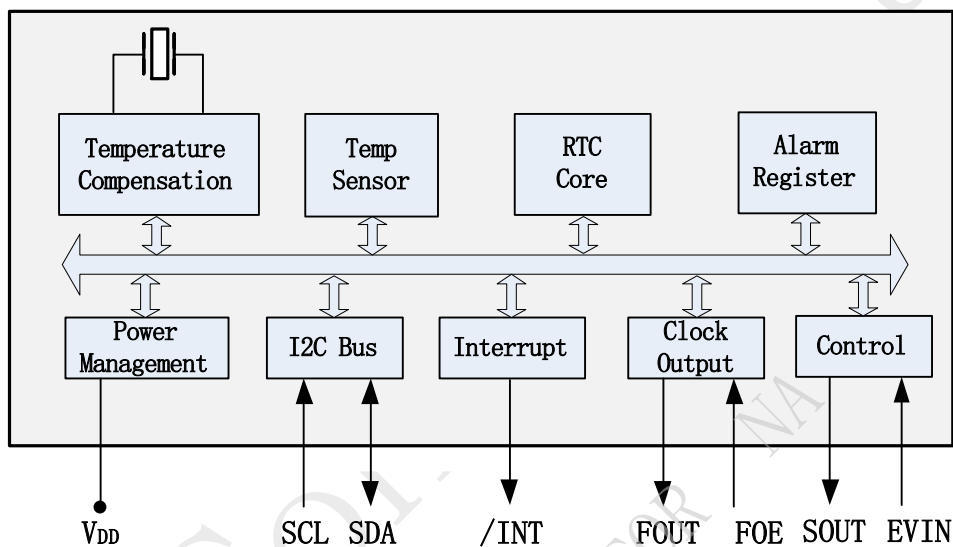 Temperature
Compensation
Temp
Sensor
RTC
Core
Alarm
Register
Power
Management
I2C Bus
Interrupt
Clock
Output
Control
VDD
SCL
SDA
/INT
FOUT
FOE
SOUT
EVIN
NA